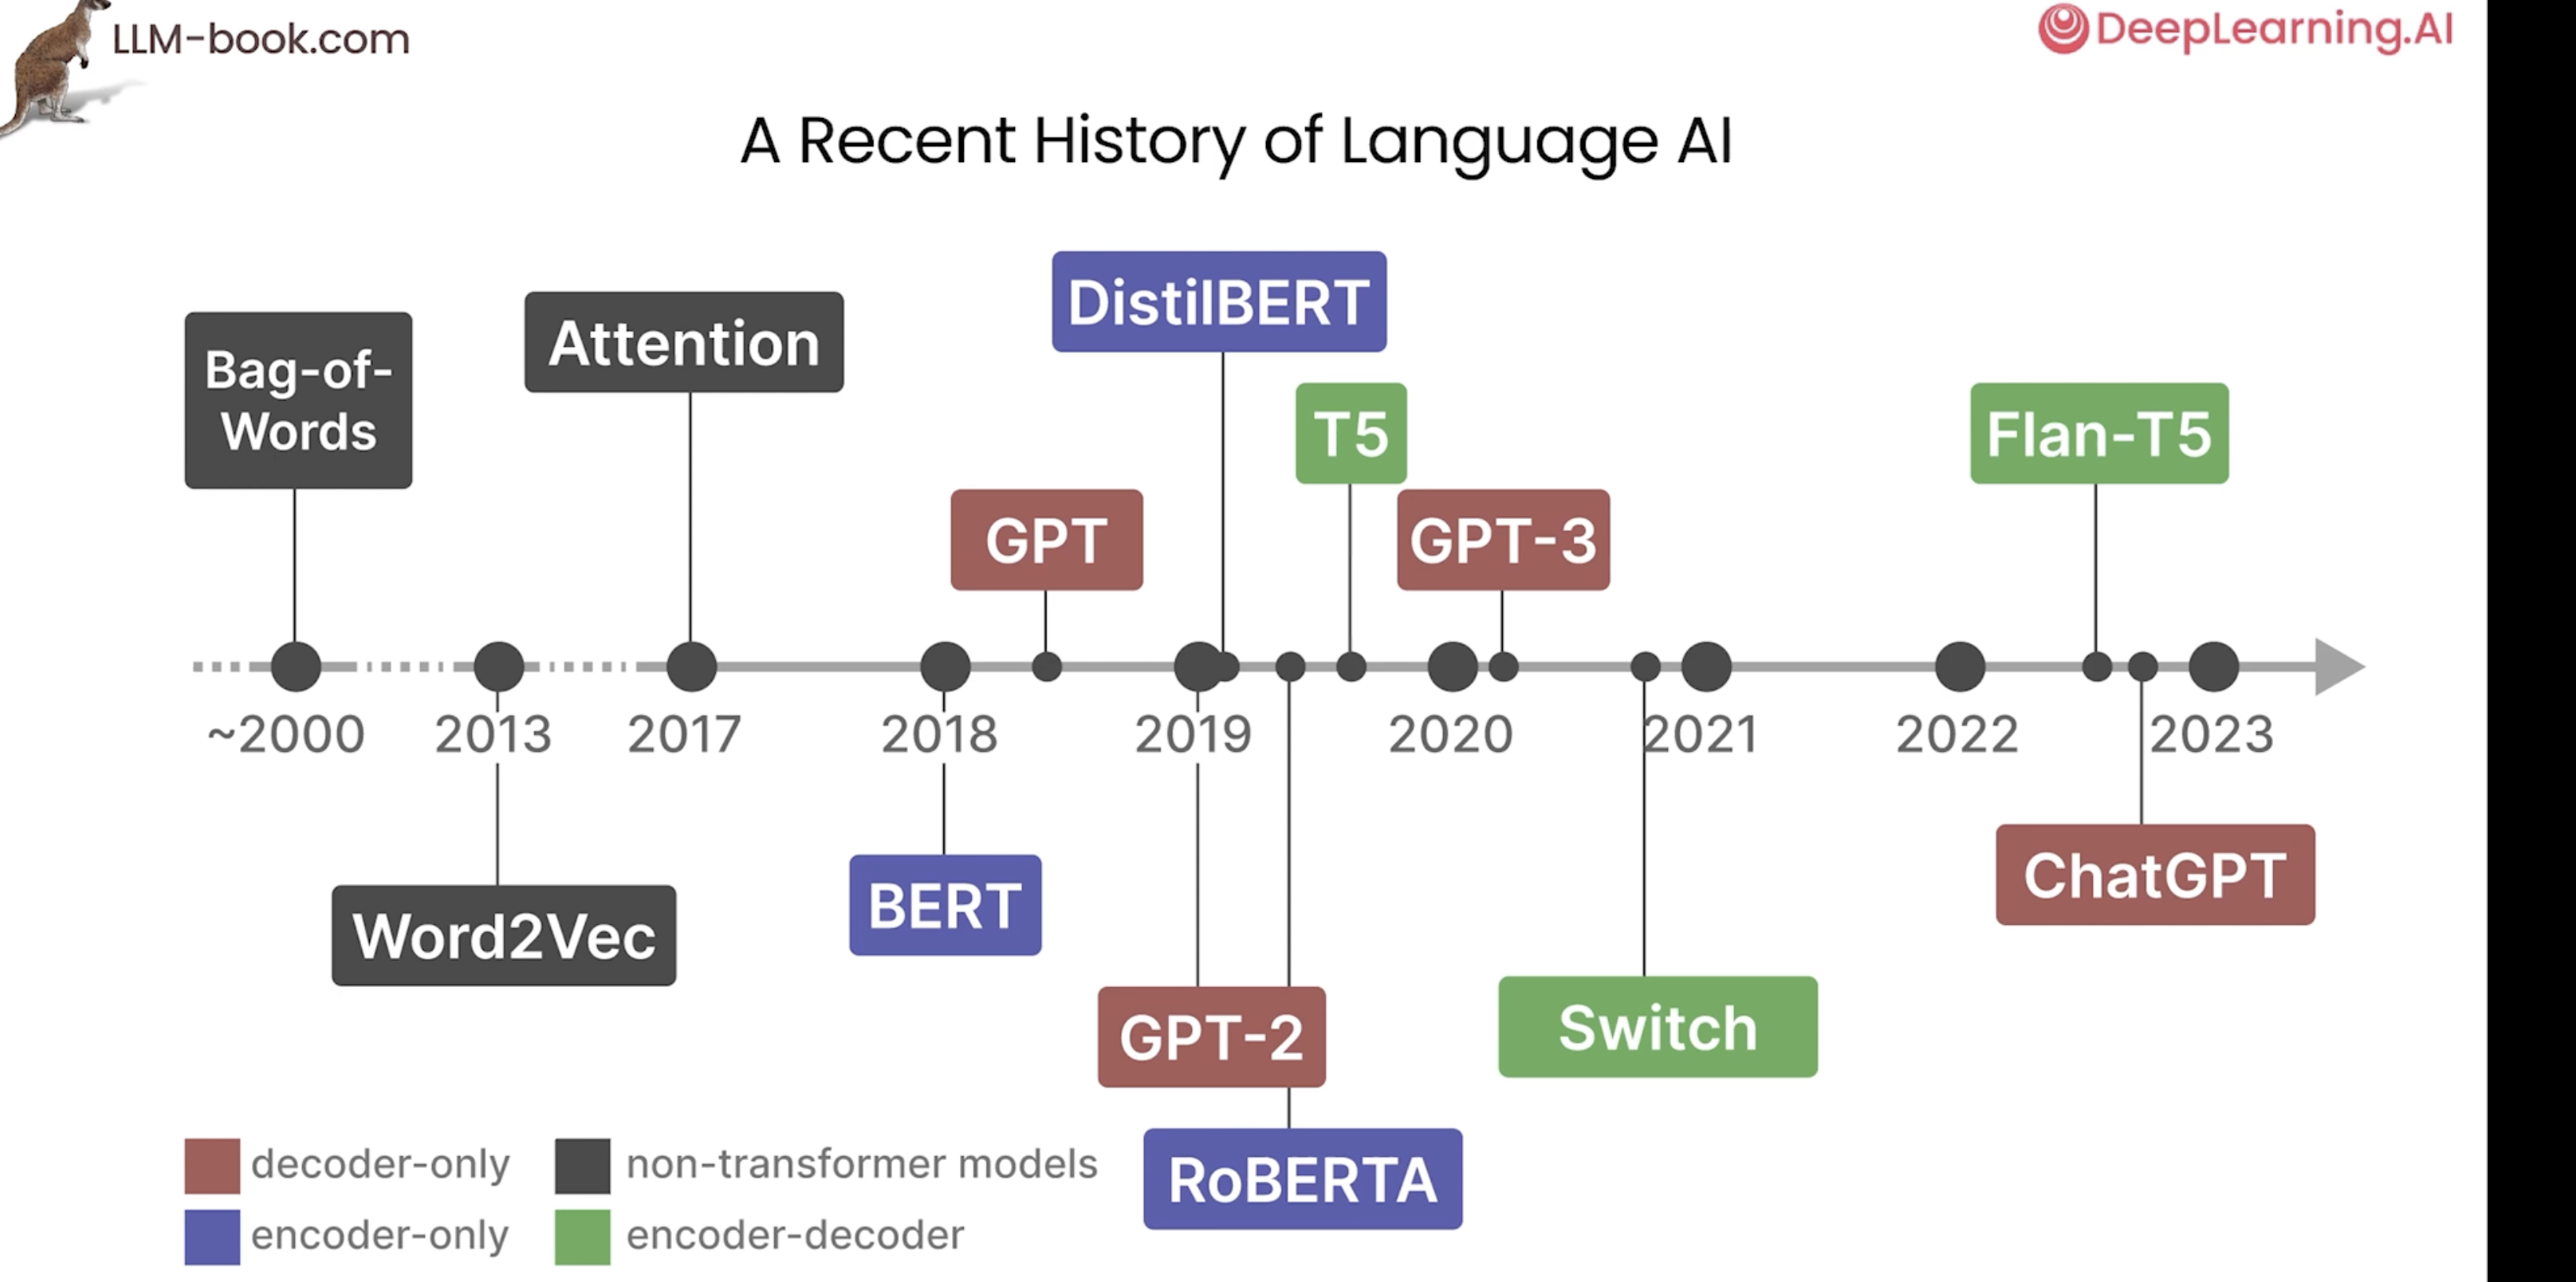 LLM-book.com
DeepLearning.AI
A Recent History of Language AI
DistilBERT
Attention
Bag-of-
Words
T5
Flan-T5
GPT
GPT-3
~2000
2013
2017
2018
2019
2020
2021
2022
2023
ChatGPT
BERT
Word2Vec
GPT-2
Switch
RoBERTA
decoder-only
non-transformer models
encoder-only
encoder-decoder